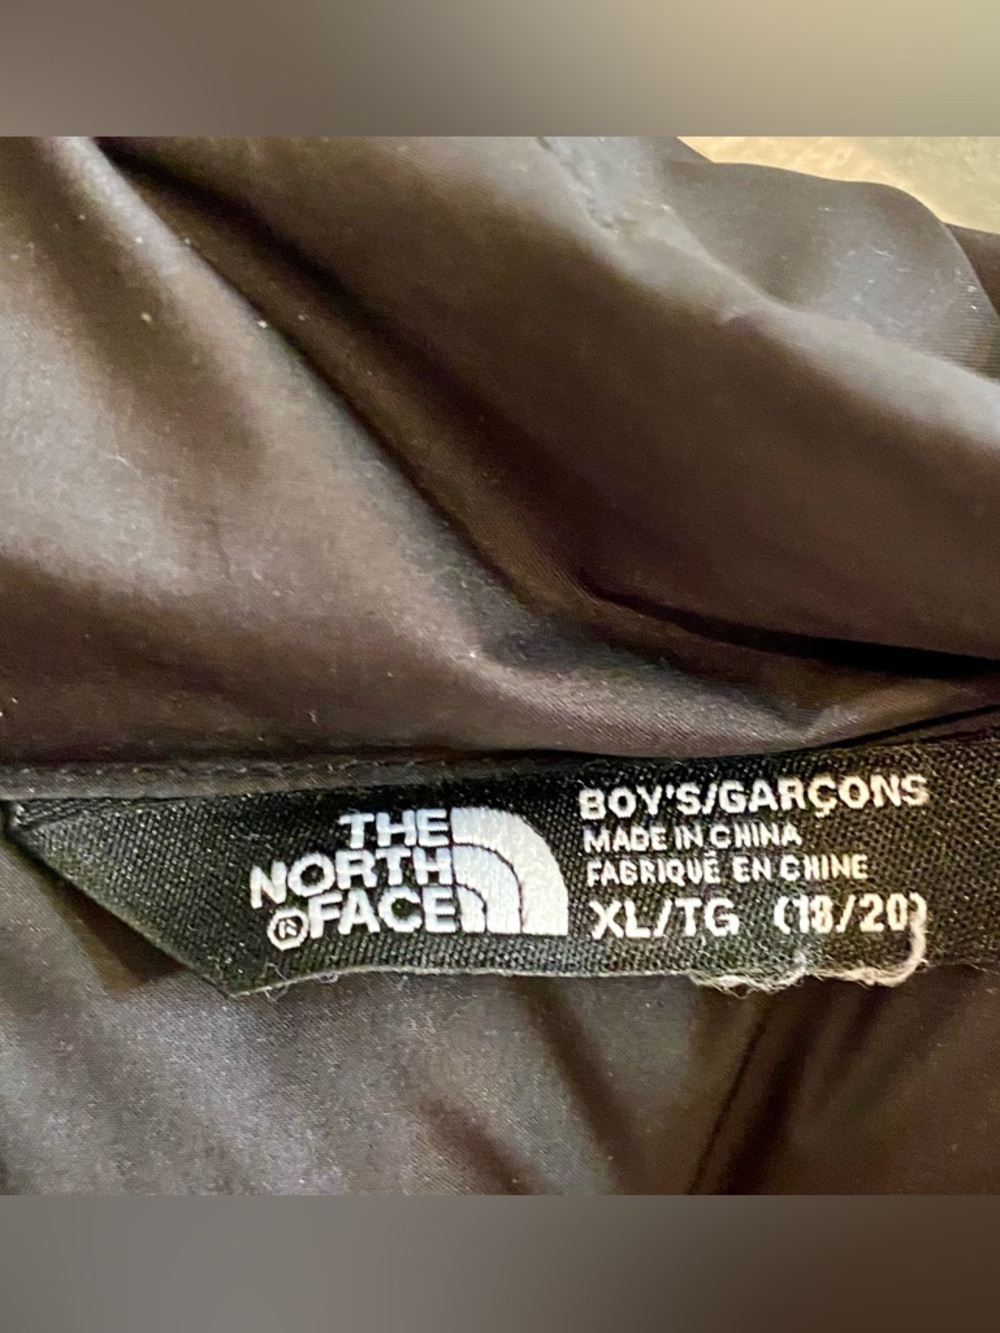 THE
NORTH
®FACE
BOY'S/GARÇONS
MADE IN CHINA
FABRIQUÉ EN CHINE
XL/TG (18/20)